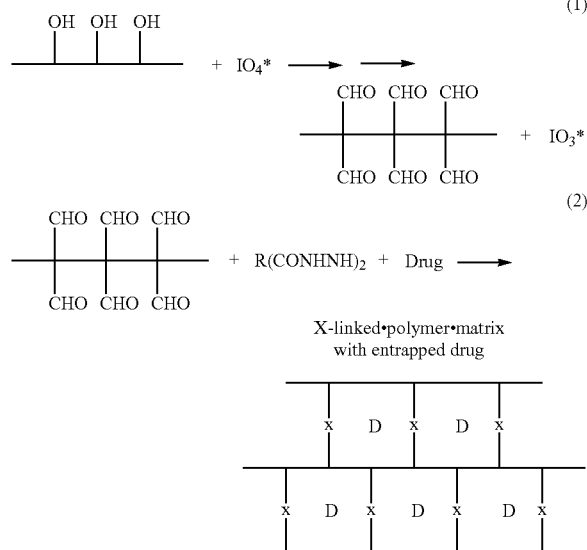 (1)
OH OH OH
+ IO₄*
CHO CHO CHO
+ IO₃*
CHO CHO CHO
(2)
CHO CHO CHO
+ R(CONHNH)₂ + Drug
CHO CHO CHO
X-linked•polymer•matrix
with entrapped drug
x D x D x
x D x D x D x